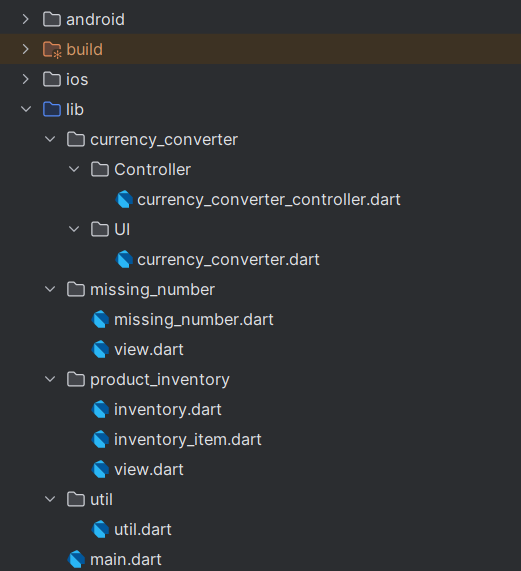 android
build
ios
lib
currency_converter
Controller
currency_converter_controller.dart
UI
currency_converter.dart
missing_number
missing_number.dart
view.dart
product_inventory
inventory.dart
inventory_item.dart
view.dart
util
util.dart
main.dart